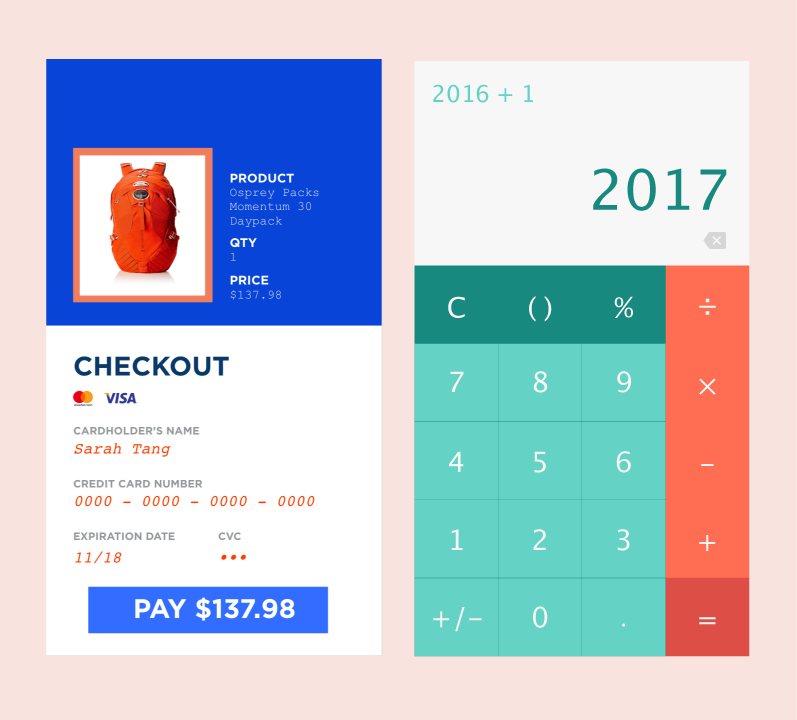 PRODUCT
Osprey Packs
Momentum 30
Daypack
QTY
1
PRICE
$137.98
CHECKOUT
VISA
CARDHOLDER'S NAME
Sarah Tang
CREDIT CARD NUMBER
0000 - 0000 - 0000 - 0000
EXPIRATION DATE CVC
11/18 •••
PAY $137.98
2016 + 1
2017
C ( ) % ÷
7 8 9 ×
4 5 6 -
1 2 3 +
+/- 0 . =